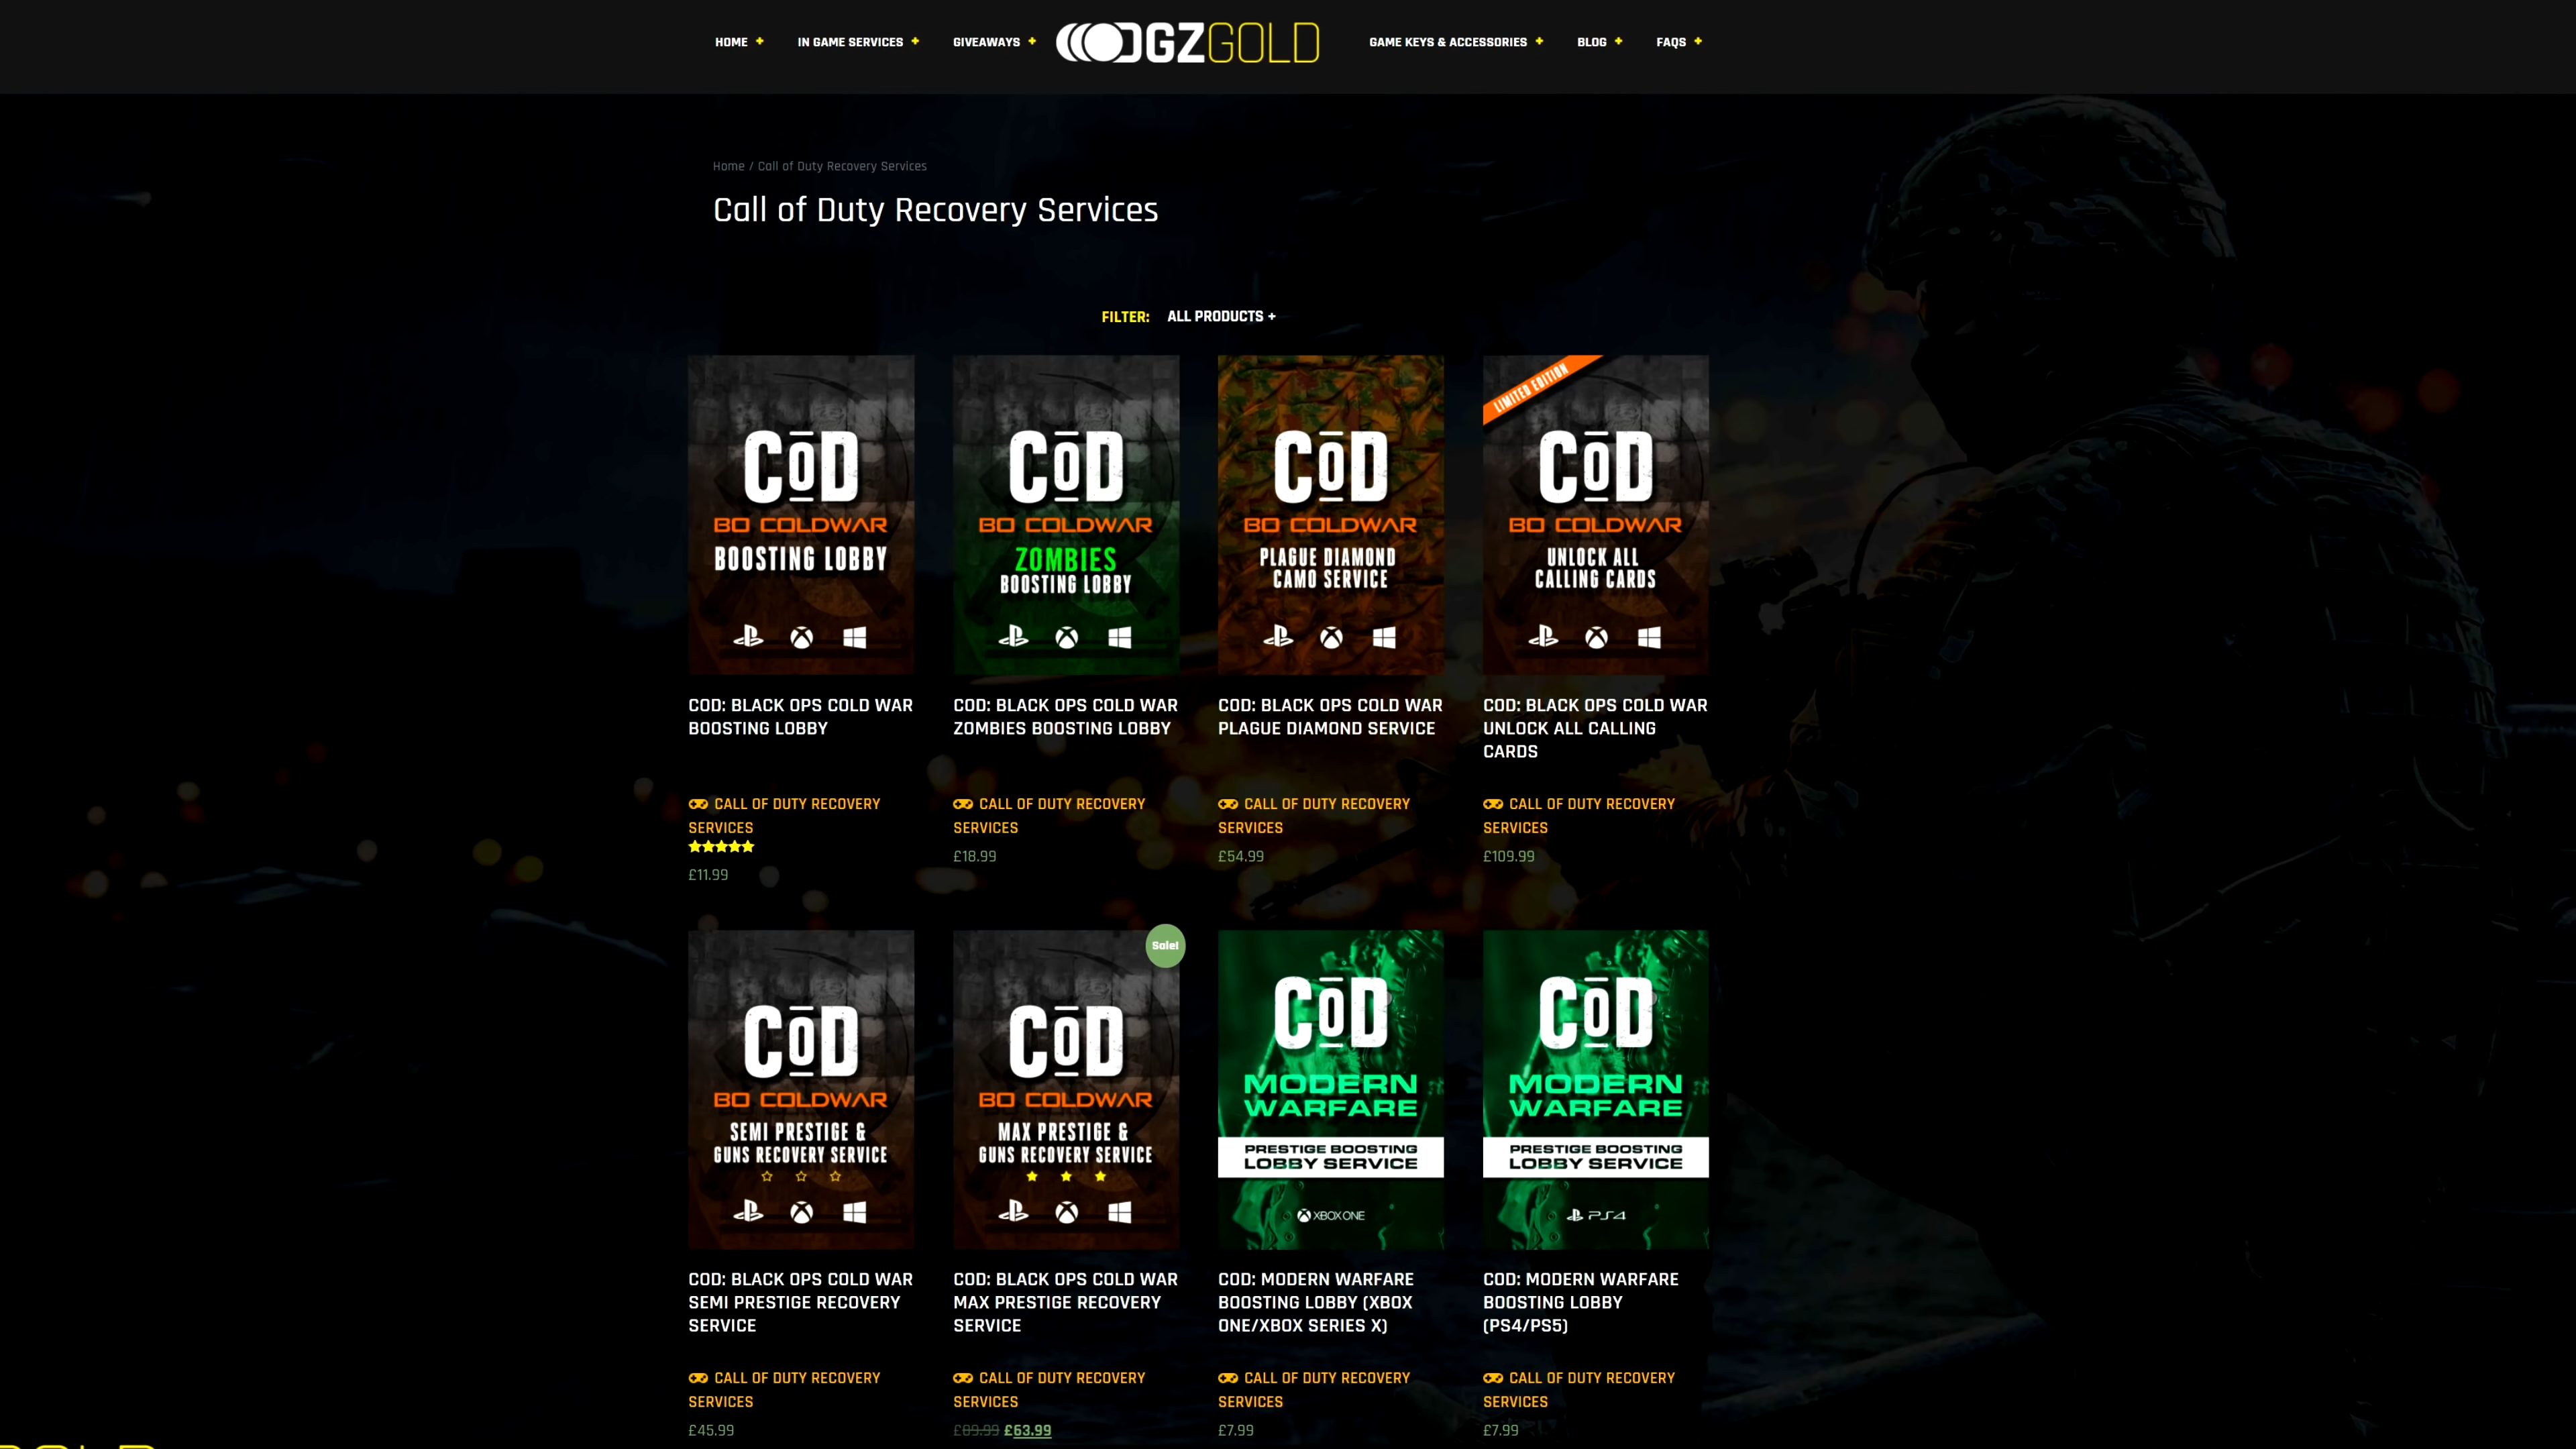 HOME +
IN GAME SERVICES +
GIVEAWAYS +
DGZGOLD
GAME KEYS & ACCESSORIES +
BLOG +
FAQS +
Home / Call of Duty Recovery Services
Call of Duty Recovery Services
FILTER: ALL PRODUCTS +
COD
BO COLDWAR
BOOSTING LOBBY
COD
BO COLDWAR
ZOMBIES
BOOSTING LOBBY
COD
BO COLDWAR
PLAGUE DIAMOND
CAMO SERVICE
LIMITED EDITION
COD
BO COLDWAR
UNLOCK ALL
CALLING CARDS
COD: BLACK OPS COLD WAR
BOOSTING LOBBY
CALL OF DUTY RECOVERY
SERVICES
£11.99
COD: BLACK OPS COLD WAR
ZOMBIES BOOSTING LOBBY
CALL OF DUTY RECOVERY
SERVICES
£18.99
COD: BLACK OPS COLD WAR
PLAGUE DIAMOND SERVICE
CALL OF DUTY RECOVERY
SERVICES
£54.99
COD: BLACK OPS COLD WAR
UNLOCK ALL CALLING
CARDS
CALL OF DUTY RECOVERY
SERVICES
£109.99
COD
BO COLDWAR
SEMI PRESTIGE &
GUNS RECOVERY SERVICE
Sale!
COD
BO COLDWAR
MAX PRESTIGE &
GUNS RECOVERY SERVICE
COD
MODERN
WARFARE
PRESTIGE BOOSTING
LOBBY SERVICE
XBOX ONE
COD
MODERN
WARFARE
PRESTIGE BOOSTING
LOBBY SERVICE
PS4
COD: BLACK OPS COLD WAR
SEMI PRESTIGE RECOVERY
SERVICE
CALL OF DUTY RECOVERY
SERVICES
£45.99
COD: BLACK OPS COLD WAR
MAX PRESTIGE RECOVERY
SERVICE
CALL OF DUTY RECOVERY
SERVICES
£89.99 £63.99
COD: MODERN WARFARE
BOOSTING LOBBY (XBOX
ONE/XBOX SERIES X)
CALL OF DUTY RECOVERY
SERVICES
£7.99
COD: MODERN WARFARE
BOOSTING LOBBY
(PS4/PS5)
CALL OF DUTY RECOVERY
SERVICES
£7.99